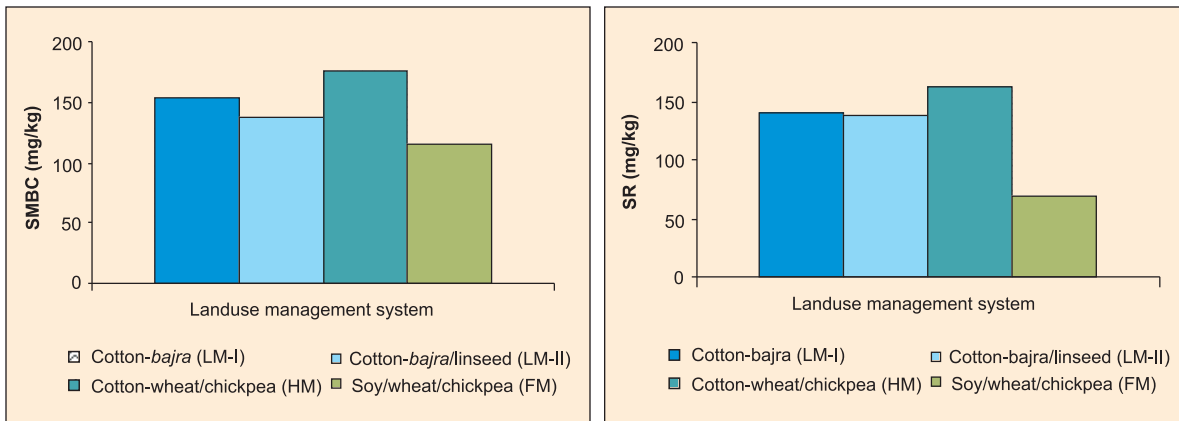 200
150
100
50
0
SMBC (mg/kg)
Landuse management system
Cotton-bajra (LM-I)
Cotton-bajra/linseed (LM-II)
Cotton-wheat/chickpea (HM)
Soy/wheat/chickpea (FM)
200
150
100
50
0
SR (mg/kg)
Landuse management system
Cotton-bajra (LM-I)
Cotton-bajra/linseed (LM-II)
Cotton-wheat/chickpea (HM)
Soy/wheat/chickpea (FM)